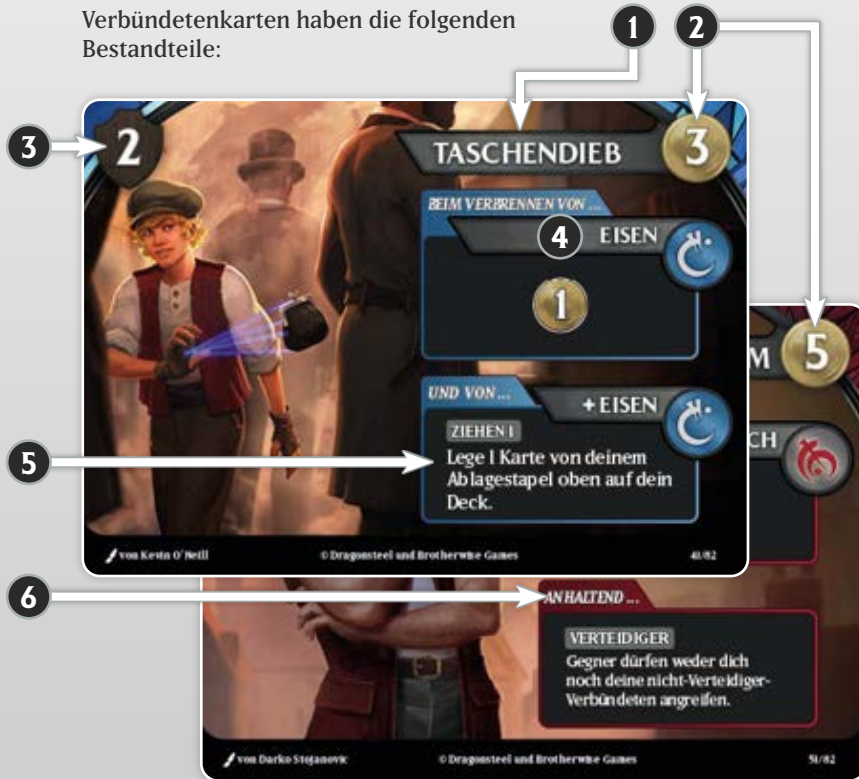 Verbündetenkarten haben die folgenden
Bestandteile:
1
2
3
2
TASCHENDIEB
3
BEIM VERBRENNEN VON ...
4
EISEN
1
UND VON ...
+ EISEN
5
ZIEHEN 1
Lege 1 Karte von deinem
Ablagestapel oben auf dein
Deck.
von Kevin O'Neill
© Dragonsteel und Brotherwise Games
41/82
M
5
CH
6
ANHALTEND ...
VERTEIDIGER
Gegner dürfen weder dich
noch deine nicht-Verteidiger-
Verbündeten angreifen.
von Darko Stojanovic
© Dragonsteel und Brotherwise Games
51/82